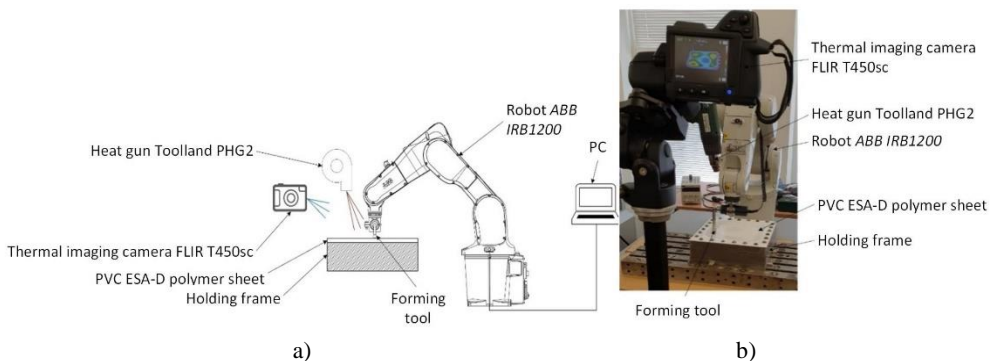 Heat gun Toolland PHG2
Thermal imaging camera FLIR T450sc
PVC ESA-D polymer sheet
Holding frame
Robot ABB
IRB1200
ABB
Forming
tool
PC
a)
Thermal imaging camera
FLIR T450sc
Heat gun Toolland PHG2
Robot ABB IRB1200
PVC ESA-D polymer sheet
Holding frame
Forming tool
b)